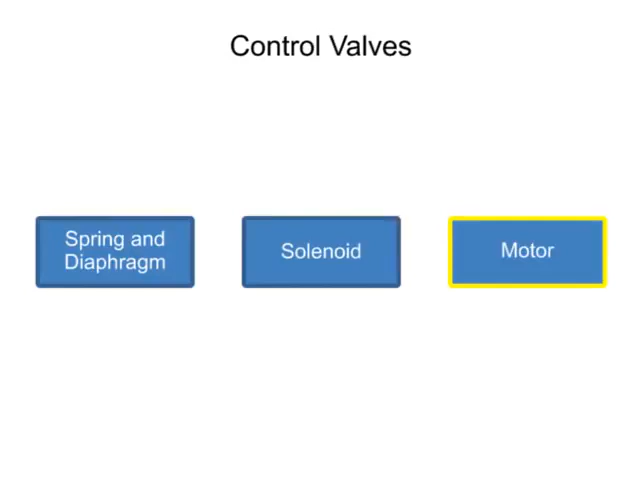 Control Valves
Spring and
Diaphragm
Solenoid
Motor